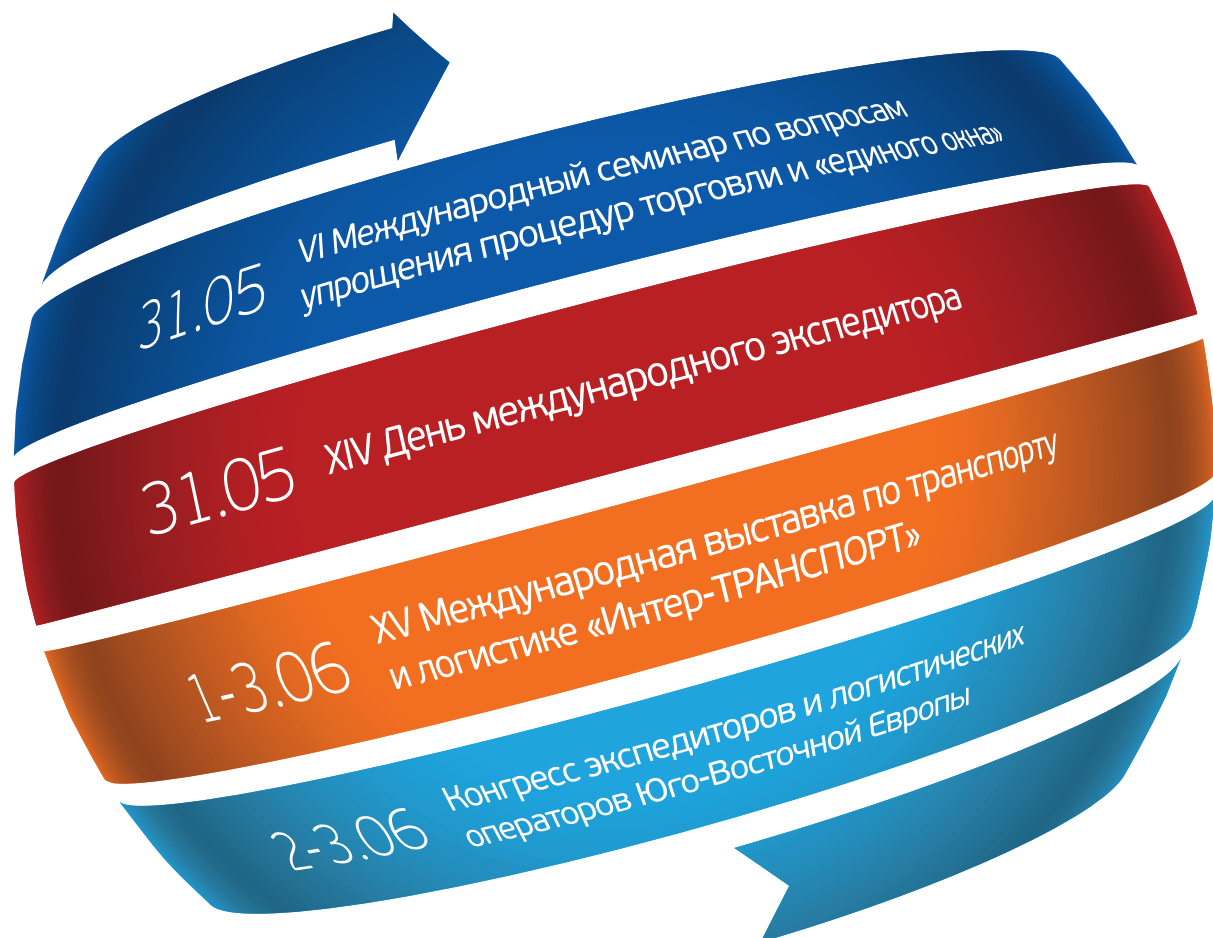 31.05
VI Международный семинар по вопросам
упрощения процедур торговли и «единого окна»
31.05
XIV День международного экспедитора
1-3.06
XV Международная выставка по транспорту
и логистике «Интер-ТРАНСПОРТ»
2-3.06
Конгресс экспедиторов и логистических
операторов Юго-Восточной Европы